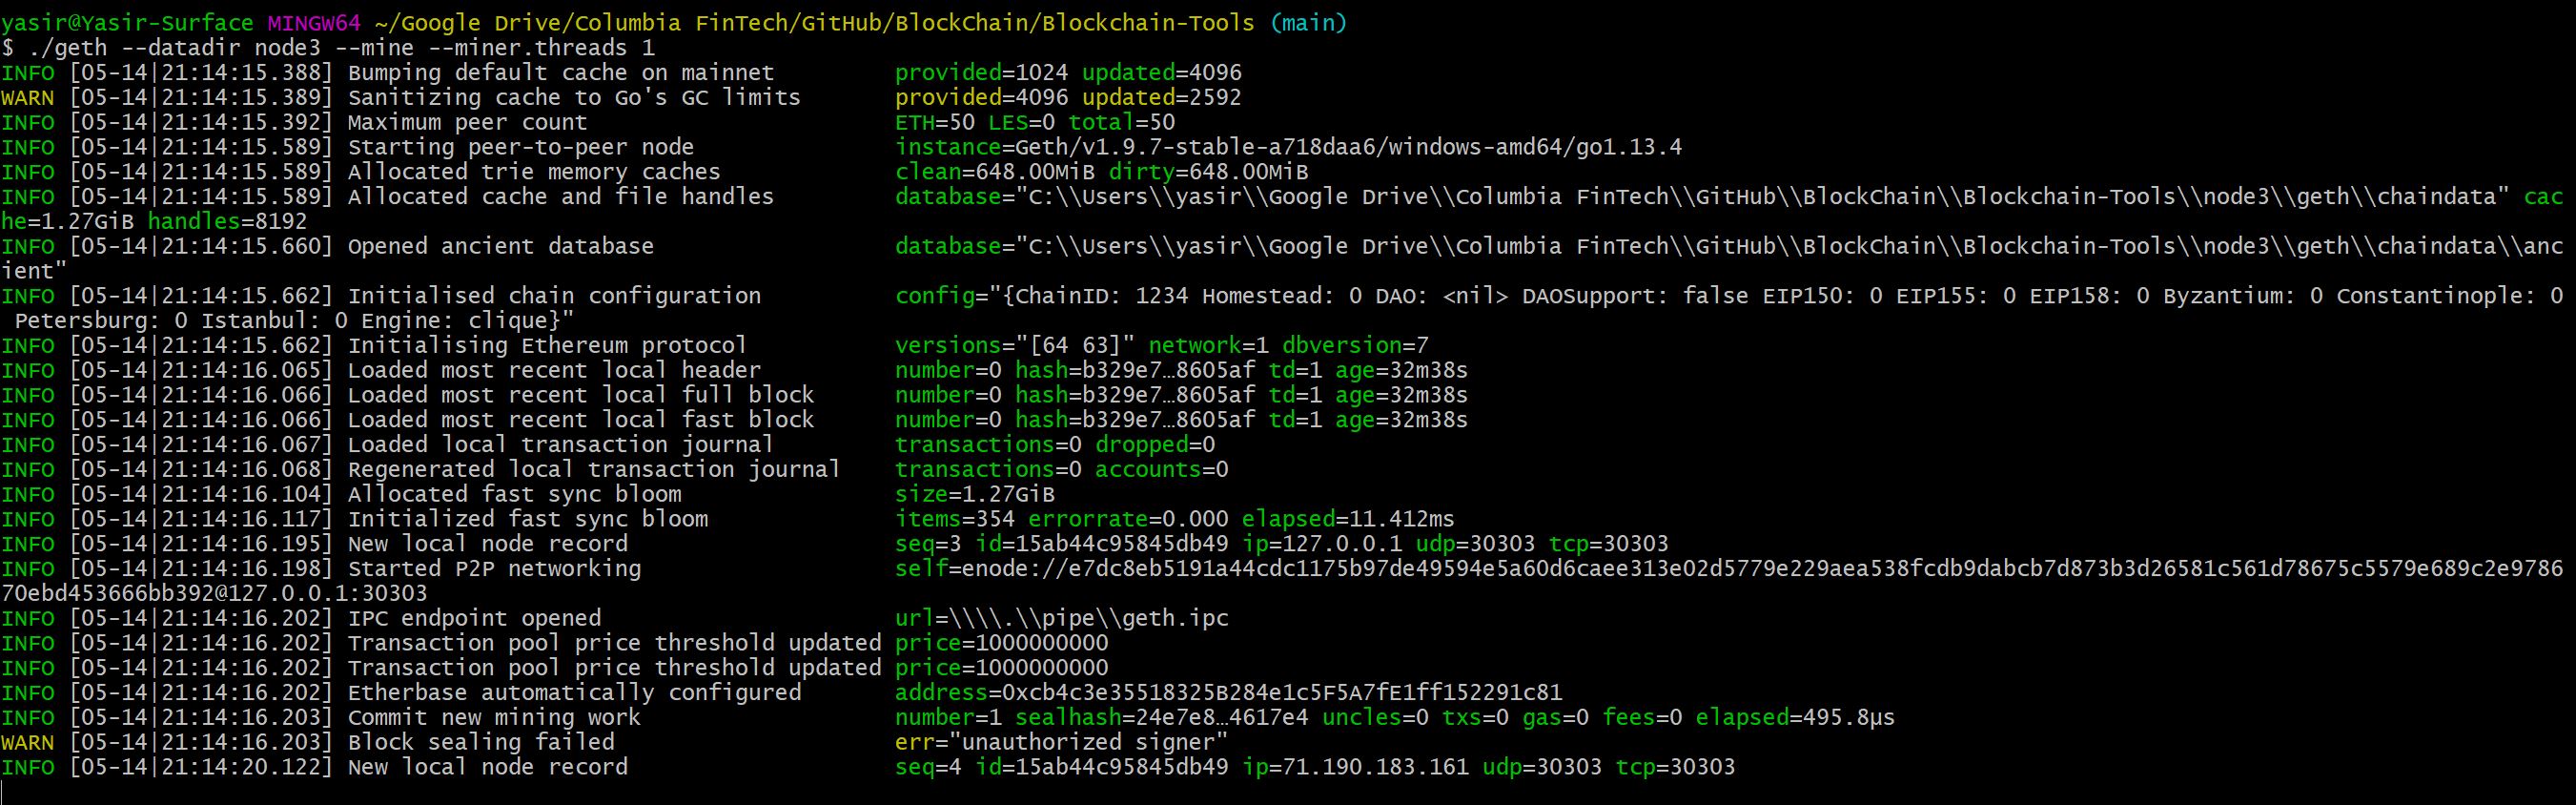 yasir@Yasir-Surface MINGW64 ~/Google Drive/Columbia FinTech/GitHub/BlockChain/Blockchain-Tools (main)
$ ./geth --datadir node3 --mine --miner.threads 1
INFO [05-14|21:14:15.388] Bumping default cache on mainnet         provided=1024 updated=4096
WARN [05-14|21:14:15.389] Sanitizing cache to Go's GC limits       provided=4096 updated=2592
INFO [05-14|21:14:15.392] Maximum peer count                       ETH=50 LES=0 total=50
INFO [05-14|21:14:15.589] Starting peer-to-peer node               instance=Geth/v1.9.7-stable-a718daa6/windows-amd64/go1.13.4
INFO [05-14|21:14:15.589] Allocated trie memory caches             clean=648.00MiB dirty=648.00MiB
INFO [05-14|21:14:15.589] Allocated cache and file handles         database="C:\\Users\\yasir\\Google Drive\\Columbia FinTech\\GitHub\\BlockChain\\Blockchain-Tools\\node3\\geth\\chaindata" cac
he=1.27GiB handles=8192
INFO [05-14|21:14:15.660] Opened ancient database                  database="C:\\Users\\yasir\\Google Drive\\Columbia FinTech\\GitHub\\BlockChain\\Blockchain-Tools\\node3\\geth\\chaindata\\anc
ient"
INFO [05-14|21:14:15.662] Initialised chain configuration          config="{ChainID: 1234 Homestead: 0 DAO: <nil> DAOSupport: false EIP150: 0 EIP155: 0 EIP158: 0 Byzantium: 0 Constantinople: 0
 Petersburg: 0 Istanbul: 0 Engine: clique}"
INFO [05-14|21:14:15.662] Initialising Ethereum protocol           versions="[64 63]" network=1 dbversion=7
INFO [05-14|21:14:16.065] Loaded most recent local header          number=0 hash=b329e7…8605af td=1 age=32m38s
INFO [05-14|21:14:16.066] Loaded most recent local full block      number=0 hash=b329e7…8605af td=1 age=32m38s
INFO [05-14|21:14:16.066] Loaded most recent local fast block      number=0 hash=b329e7…8605af td=1 age=32m38s
INFO [05-14|21:14:16.067] Loaded local transaction journal         transactions=0 dropped=0
INFO [05-14|21:14:16.068] Regenerated local transaction journal    transactions=0 accounts=0
INFO [05-14|21:14:16.104] Allocated fast sync bloom                size=1.27GiB
INFO [05-14|21:14:16.117] Initialized fast sync bloom              items=354 errorrate=0.000 elapsed=11.412ms
INFO [05-14|21:14:16.195] New local node record                    seq=3 id=15ab44c95845db49 ip=127.0.0.1 udp=30303 tcp=30303
INFO [05-14|21:14:16.198] Started P2P networking                   self=enode://e7dc8eb5191a44cdc1175b97de49594e5a60d6caee313e02d5779e229aea538fcdb9dabcb7d873b3d26581c561d78675c5579e689c2e9786
70ebd453666bb392@127.0.0.1:30303
INFO [05-14|21:14:16.202] IPC endpoint opened                      url=\\\\.\\pipe\\geth.ipc
INFO [05-14|21:14:16.202] Transaction pool price threshold updated price=1000000000
INFO [05-14|21:14:16.202] Transaction pool price threshold updated price=1000000000
INFO [05-14|21:14:16.202] Etherbase automatically configured       address=0xcb4c3e35518325B284e1c5F5A7fE1ff152291c81
INFO [05-14|21:14:16.203] Commit new mining work                   number=1 sealhash=24e7e8…4617e4 uncles=0 txs=0 gas=0 fees=0 elapsed=495.8µs
WARN [05-14|21:14:16.203] Block sealing failed                     err="unauthorized signer"
INFO [05-14|21:14:20.122] New local node record                    seq=4 id=15ab44c95845db49 ip=71.190.183.161 udp=30303 tcp=30303